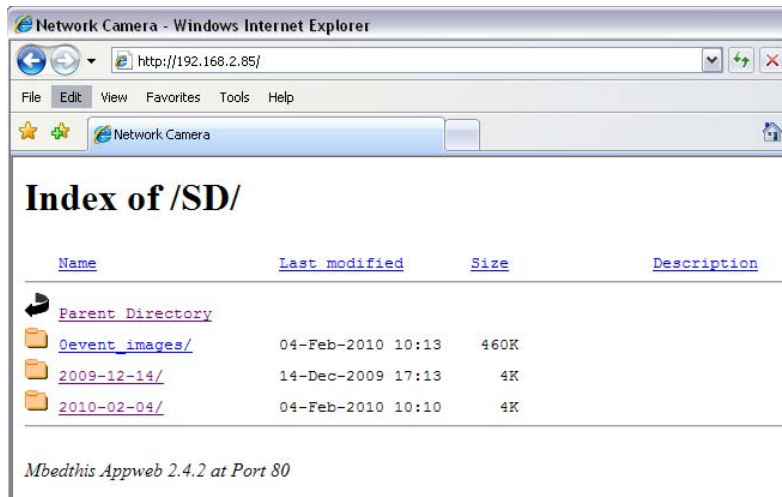 Network Camera - Windows Internet Explorer
http://192.168.2.85/
File Edit View Favorites Tools Help
Network Camera
Index of /SD/
Name Last modified Size Description
Parent Directory
0event_images/ 04-Feb-2010 10:13 460K
2009-12-14/ 14-Dec-2009 17:13 4K
2010-02-04/ 04-Feb-2010 10:10 4K
Mbedthis Appweb 2.4.2 at Port 80